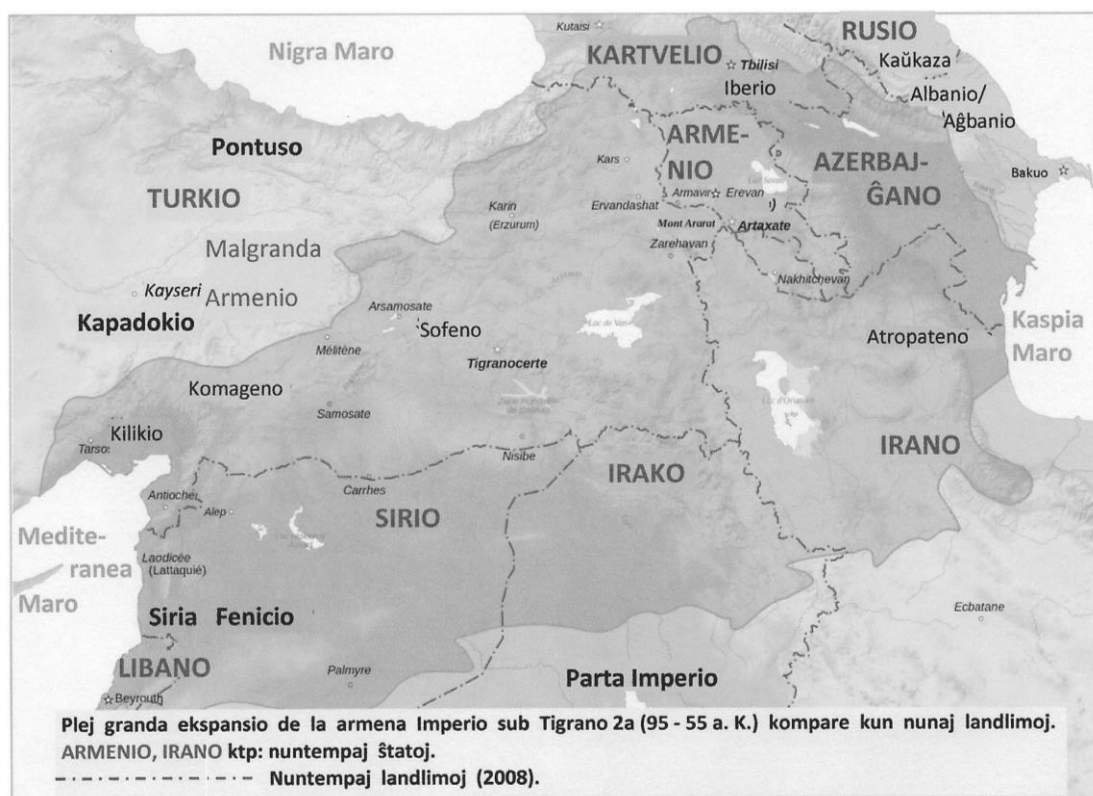 Kutaisi
Nigra Maro
RUSIO
KARTVELIO
Tbilisi
Kaŭkaza
Iberio
Albanio/
Aĝbanio
Pontuso
ARME-
NIO
AZERBAJ-
ĜANO
Kars
Bakuo
TURKIO
Armavir
Erevan
Karin
(Erzurum)
Ervandashat
Mont Ararat
Artaxate
Malgranda
Armenio
Zarehavan
Nakhitchevan
Kayseri
Arsamosate
Kaspia
Maro
Kapadokio
Sofeno
Lac de Van
Atropateno
Mélitène
Tigranocerte
Komageno
Samosate
Kilikio
Tarso
IRANO
Nisibe
IRAKO
Carrhes
Antioche
Alep
SIRIO
Medite-
ranea
Maro
Laodicée
(Lattaquié)
Siria Fenicio
Ecbatane
LIBANO
Palmyre
Parta Imperio
Beyrouth
Plej granda ekspansio de la armena Imperio sub Tigrano 2a (95 - 55 a. K.) kompare kun nunaj landlimoj.
ARMENIO, IRANO ktp: nuntempaj ŝtatoj.
Nuntempaj landlimoj (2008).